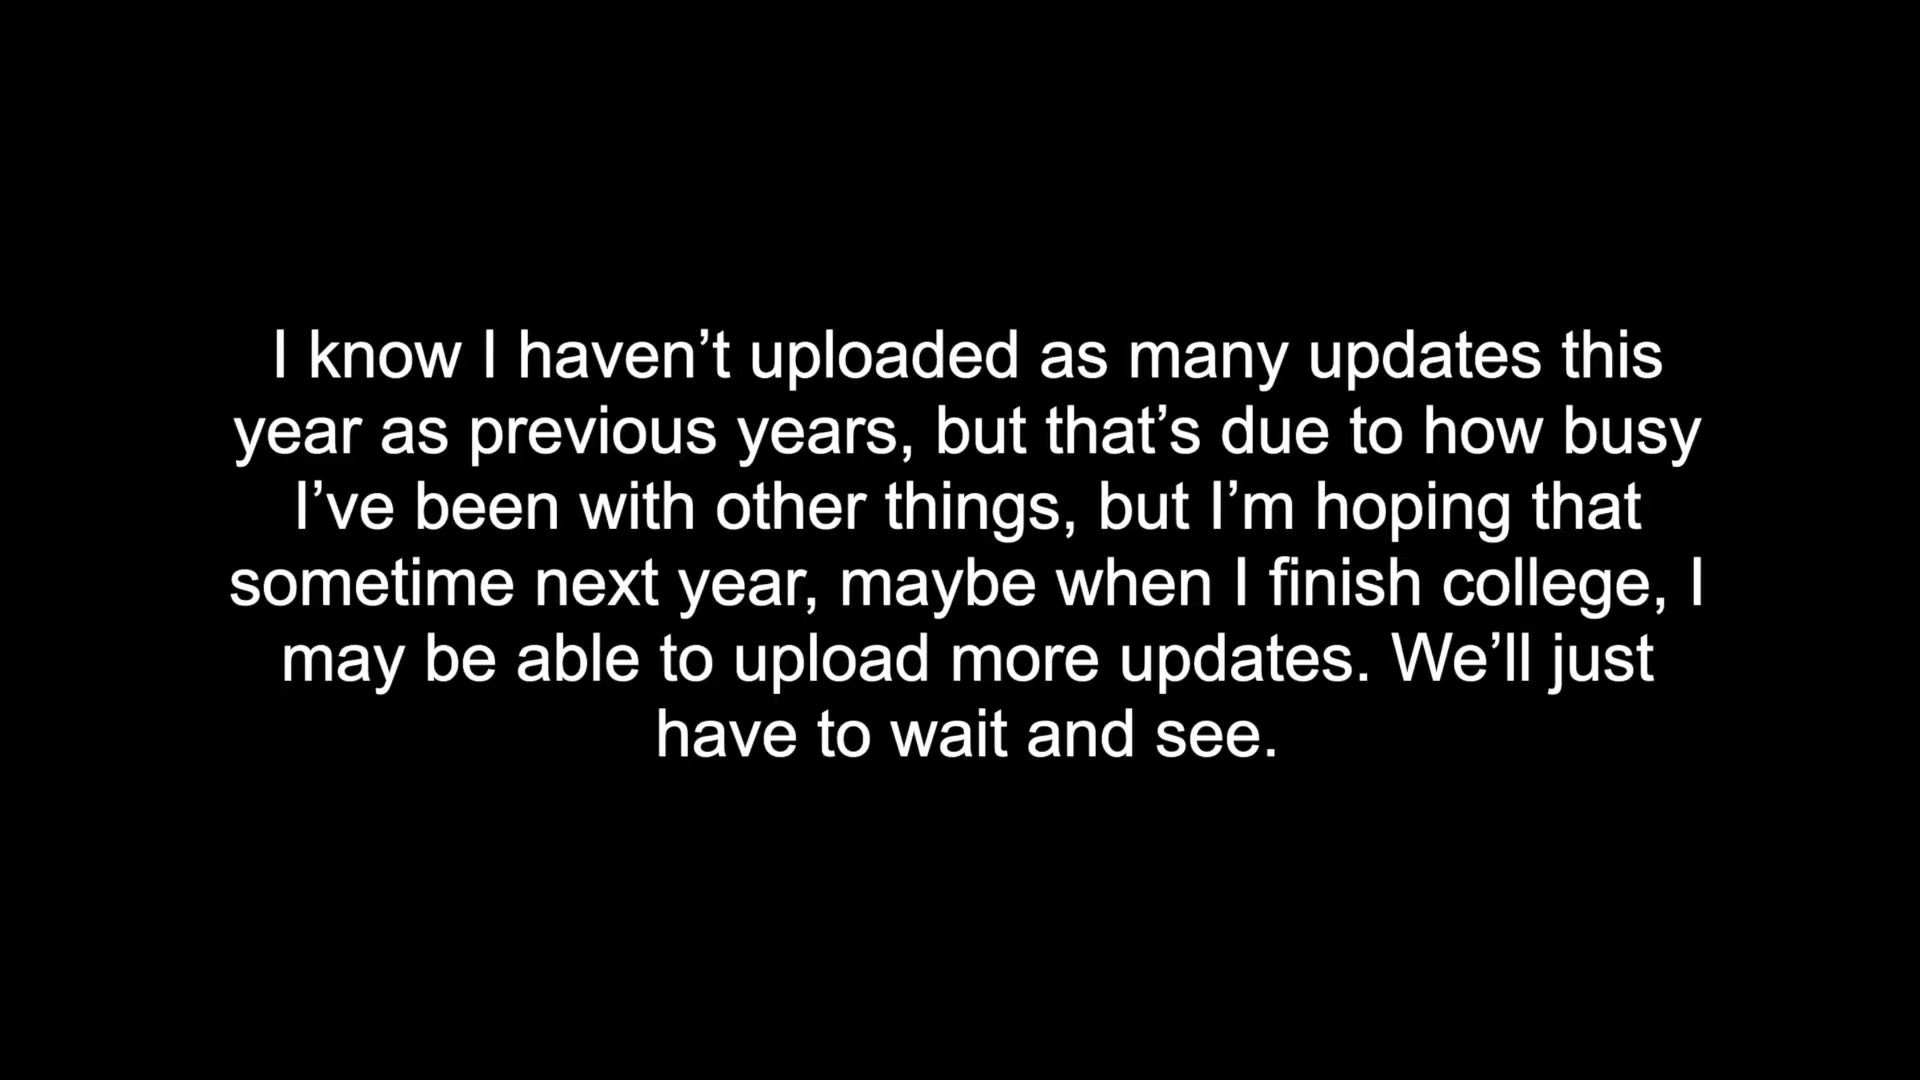 I know I haven’t uploaded as many updates this
year as previous years, but that’s due to how busy
I’ve been with other things, but I’m hoping that
sometime next year, maybe when I finish college, I
may be able to upload more updates. We’ll just
have to wait and see.